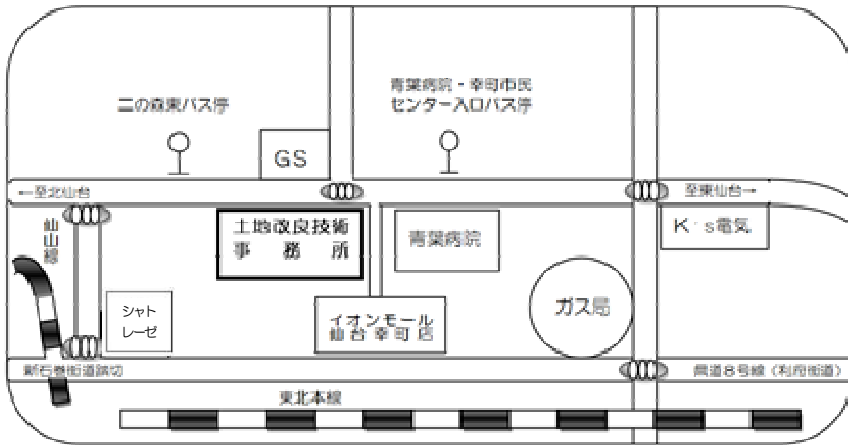 青葉病院・幸町市民
センター入口バス停
二の森東バス停
GS
←至北仙台
至東仙台→
仙山線
土地改良技術
事務所
青葉病院
K's電気
シャト
レーゼ
イオンモール
仙台幸町店
ガス局
新石巻街道踏切
県道8号線(利府街道)
東北本線